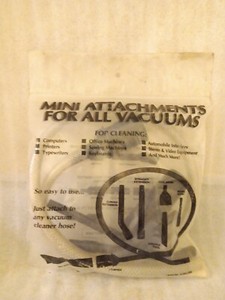 MINI ATTACHMENTS
FOR ALL VACUUMS
FOR CLEANING:
Computers
Printers
Typewriters
Office Machines
Sewing Machines
Keyboards
Automobile Interiors
Stereo & Video Equipment
And Much More!
So easy to use...
Just attach to
any vacuum
cleaner hose!